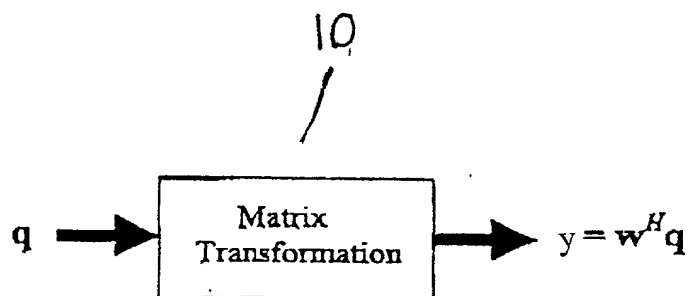 10
q
Matrix
Transformation
y = w^H q